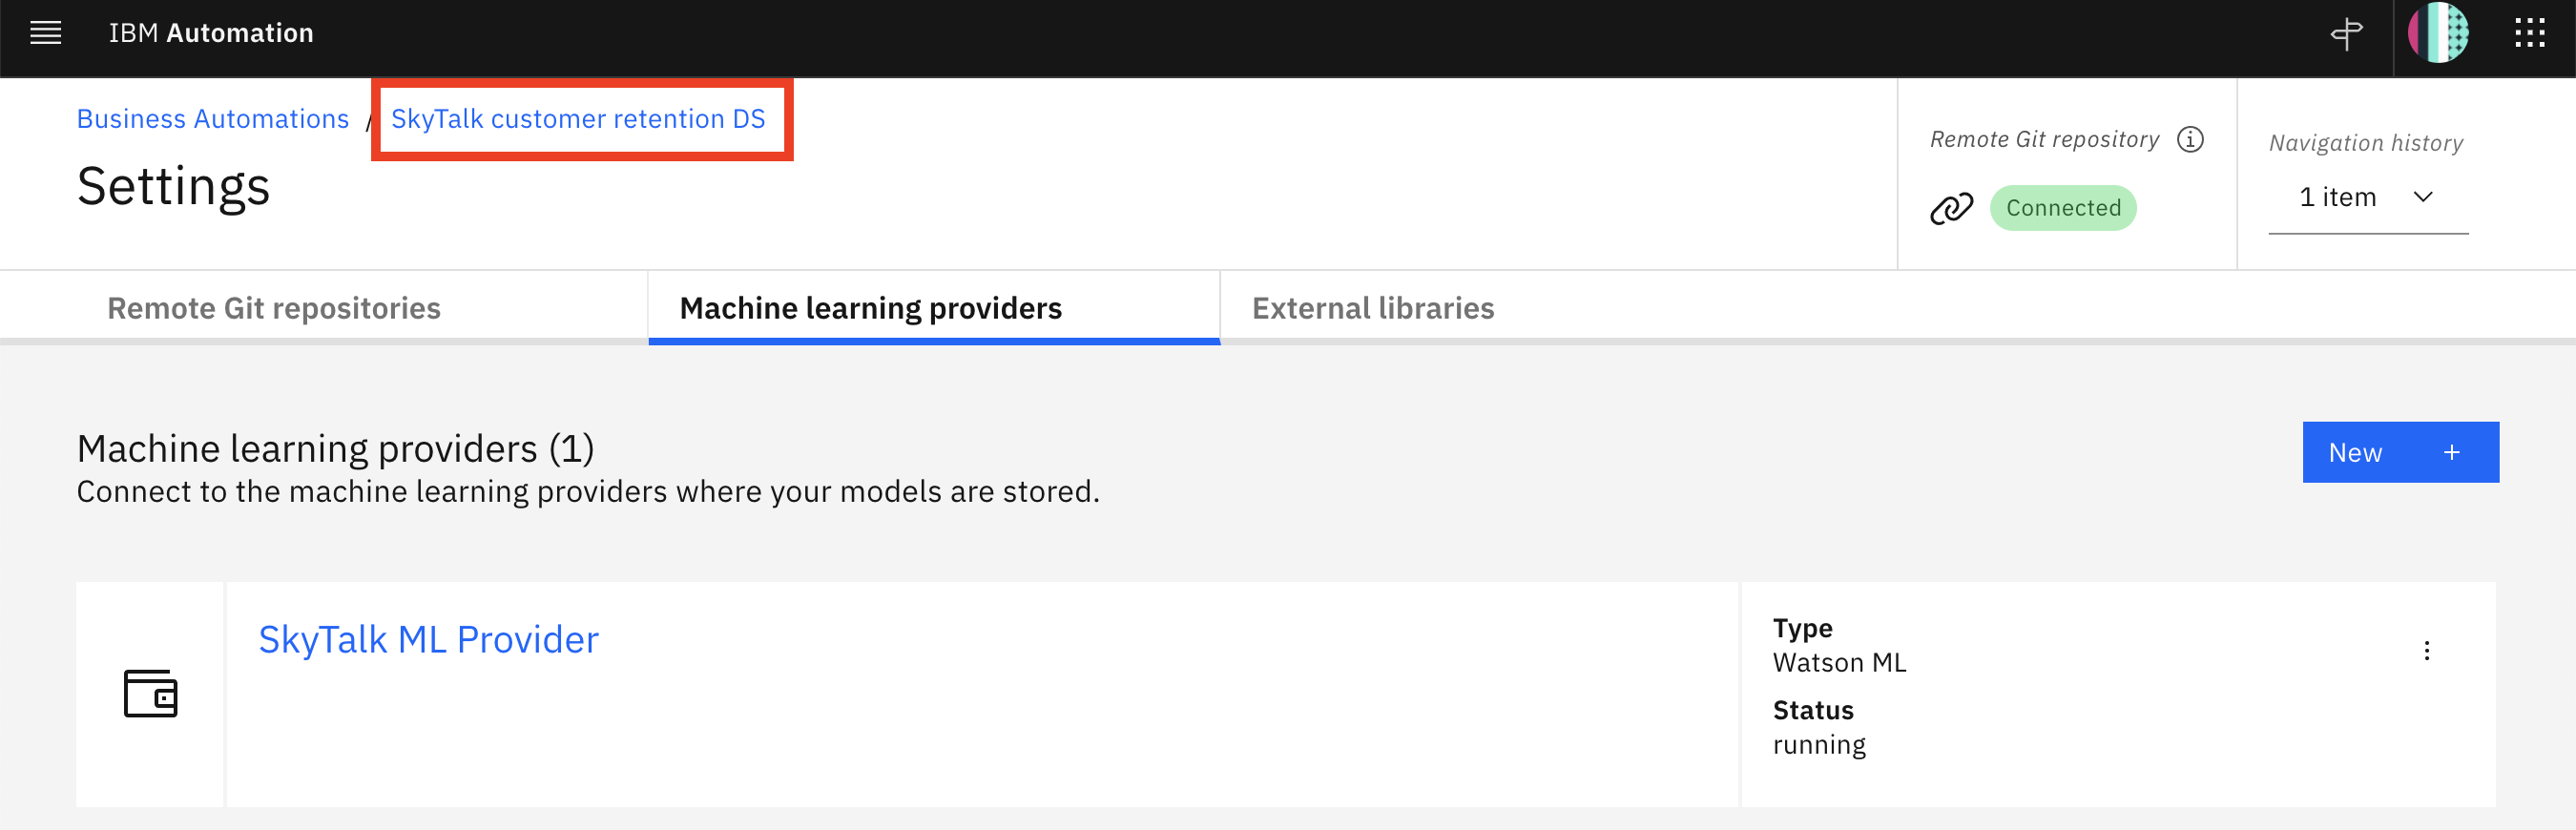 IBM Automation
Business Automations / SkyTalk customer retention DS
Settings
Remote Git repository
Connected
Navigation history
1 item
Remote Git repositories
Machine learning providers
External libraries
Machine learning providers (1)
Connect to the machine learning providers where your models are stored.
New +
SkyTalk ML Provider
Type
Watson ML
Status
running